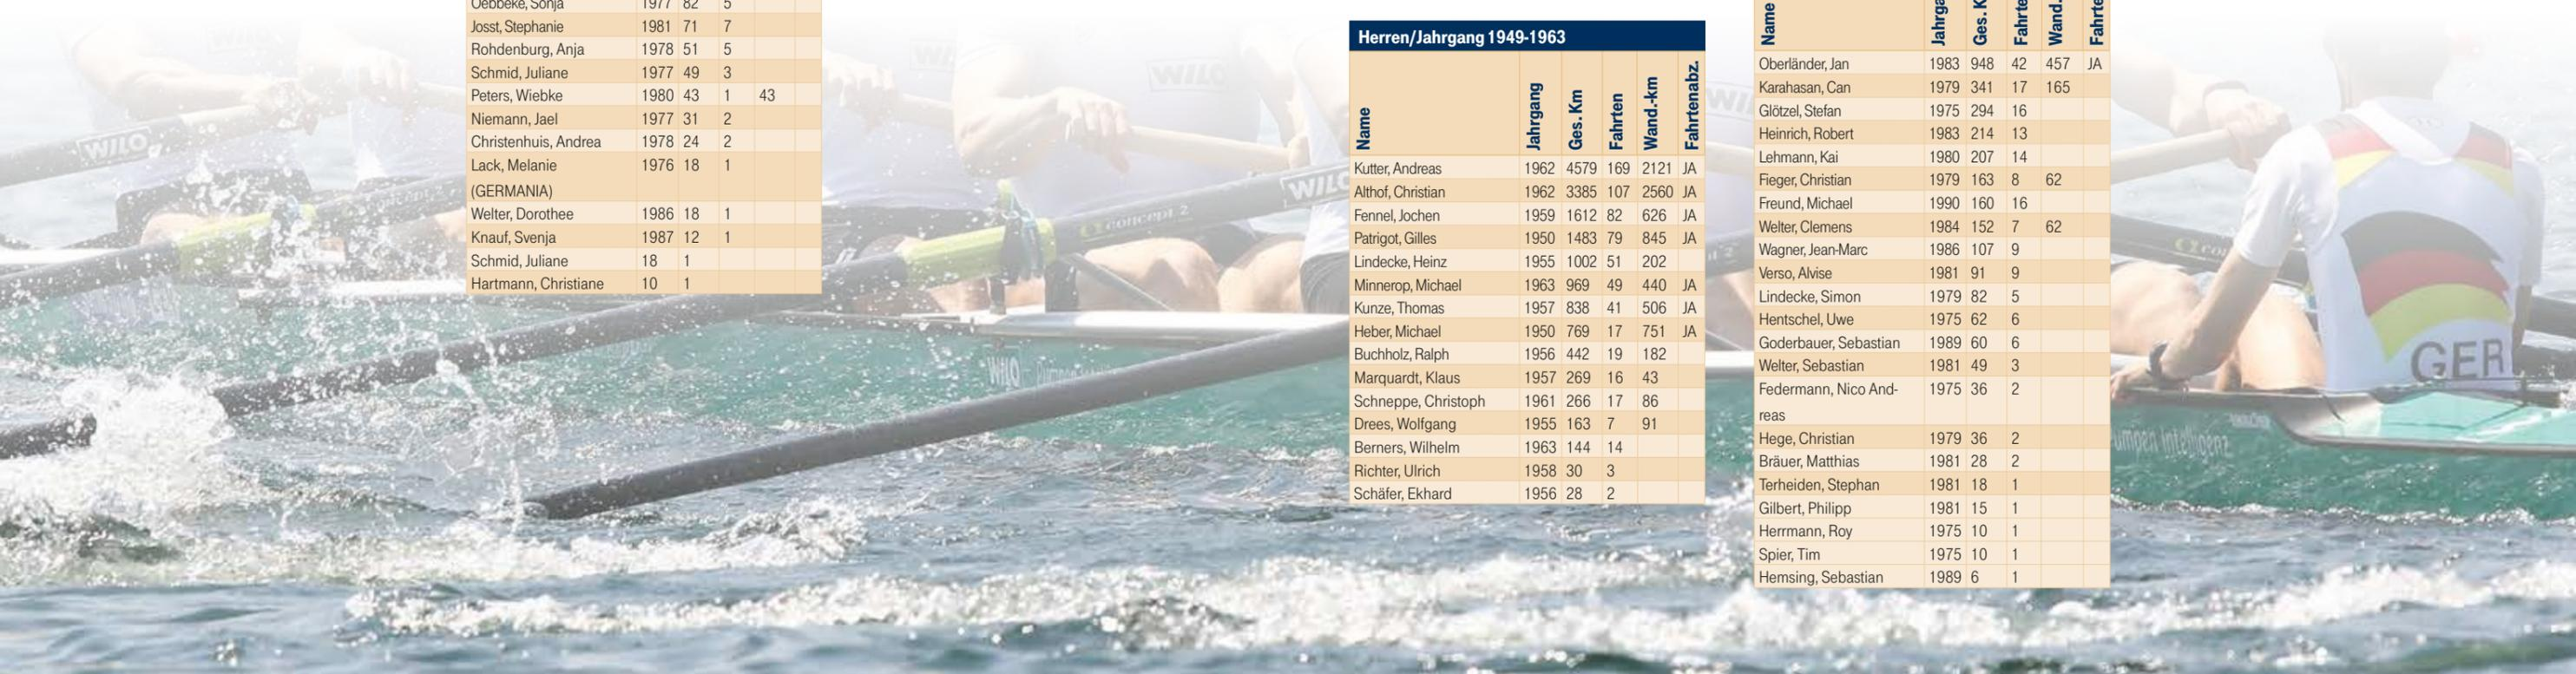 Oebbeke, Sonja 1977 82 5
Josst, Stephanie 1981 71 7
Rohdenburg, Anja 1978 51 5
Schmid, Juliane 1977 49 3
Peters, Wiebke 1980 43 1 43
Niemann, Jael 1977 31 2
Christenhuis, Andrea 1978 24 2
Lack, Melanie 1976 18 1
(GERMANIA)
Welter, Dorothee 1986 18 1
Knauf, Svenja 1987 12 1
Schmid, Juliane 18 1
Hartmann, Christiane 10 1
Herren/Jahrgang 1949-1963
Name Jahrgang Ges. Km Fahrten Wand.-km Fahrtenabz.
Kutter, Andreas 1962 4579 169 2121 JA
Althof, Christian 1962 3385 107 2560 JA
Fennel, Jochen 1959 1612 82 626 JA
Patrigot, Gilles 1950 1483 79 845 JA
Lindecke, Heinz 1955 1002 51 202
Minnerop, Michael 1963 969 49 440 JA
Kunze, Thomas 1957 838 41 506 JA
Heber, Michael 1950 769 17 751 JA
Buchholz, Ralph 1956 442 19 182
Marquardt, Klaus 1957 269 16 43
Schneppe, Christoph 1961 266 17 86
Drees, Wolfgang 1955 163 7 91
Berners, Wilhelm 1963 144 14
Richter, Ulrich 1958 30 3
Schäfer, Ekhard 1956 28 2
Name Jahrga Ges. K Fahrte Wand. Fahrte
Oberländer, Jan 1983 948 42 457 JA
Karahasan, Can 1979 341 17 165
Glötzel, Stefan 1975 294 16
Heinrich, Robert 1983 214 13
Lehmann, Kai 1980 207 14
Fieger, Christian 1979 163 8 62
Freund, Michael 1990 160 16
Welter, Clemens 1984 152 7 62
Wagner, Jean-Marc 1986 107 9
Verso, Alvise 1981 91 9
Lindecke, Simon 1979 82 5
Hentschel, Uwe 1975 62 6
Goderbauer, Sebastian 1989 60 6
Welter, Sebastian 1981 49 3
Federmann, Nico And- 1975 36 2
reas
Hege, Christian 1979 36 2
Bräuer, Matthias 1981 28 2
Terheiden, Stephan 1981 18 1
Gilbert, Philipp 1981 15 1
Herrmann, Roy 1975 10 1
Spier, Tim 1975 10 1
Hemsing, Sebastian 1989 6 1
WILO
WILO
concept 2
WILO
GER